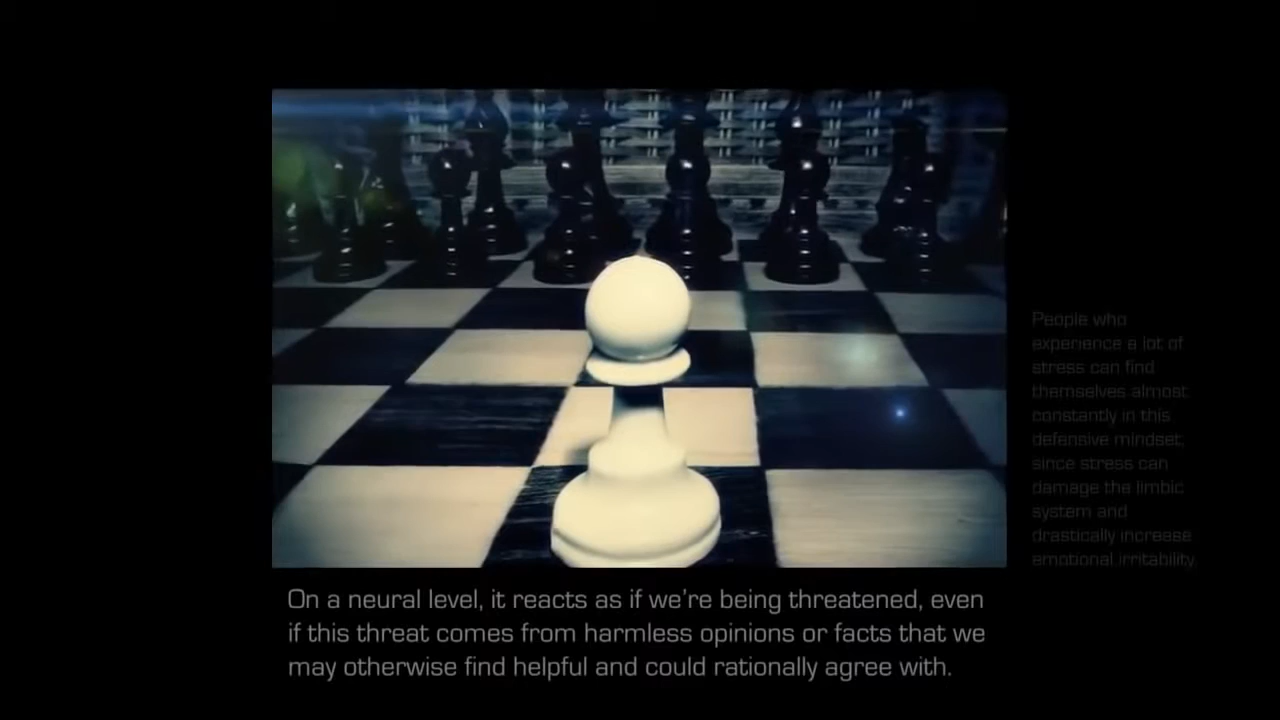 On a neural level, it reacts as if we're being threatened, even
if this threat comes from harmless opinions or facts that we
may otherwise find helpful and could rationally agree with.
People who
experience a lot of
stress can find
themselves almost
constantly in this
defensive mindset,
since stress can
damage the limbic
system and
drastically increase
emotional irritability.